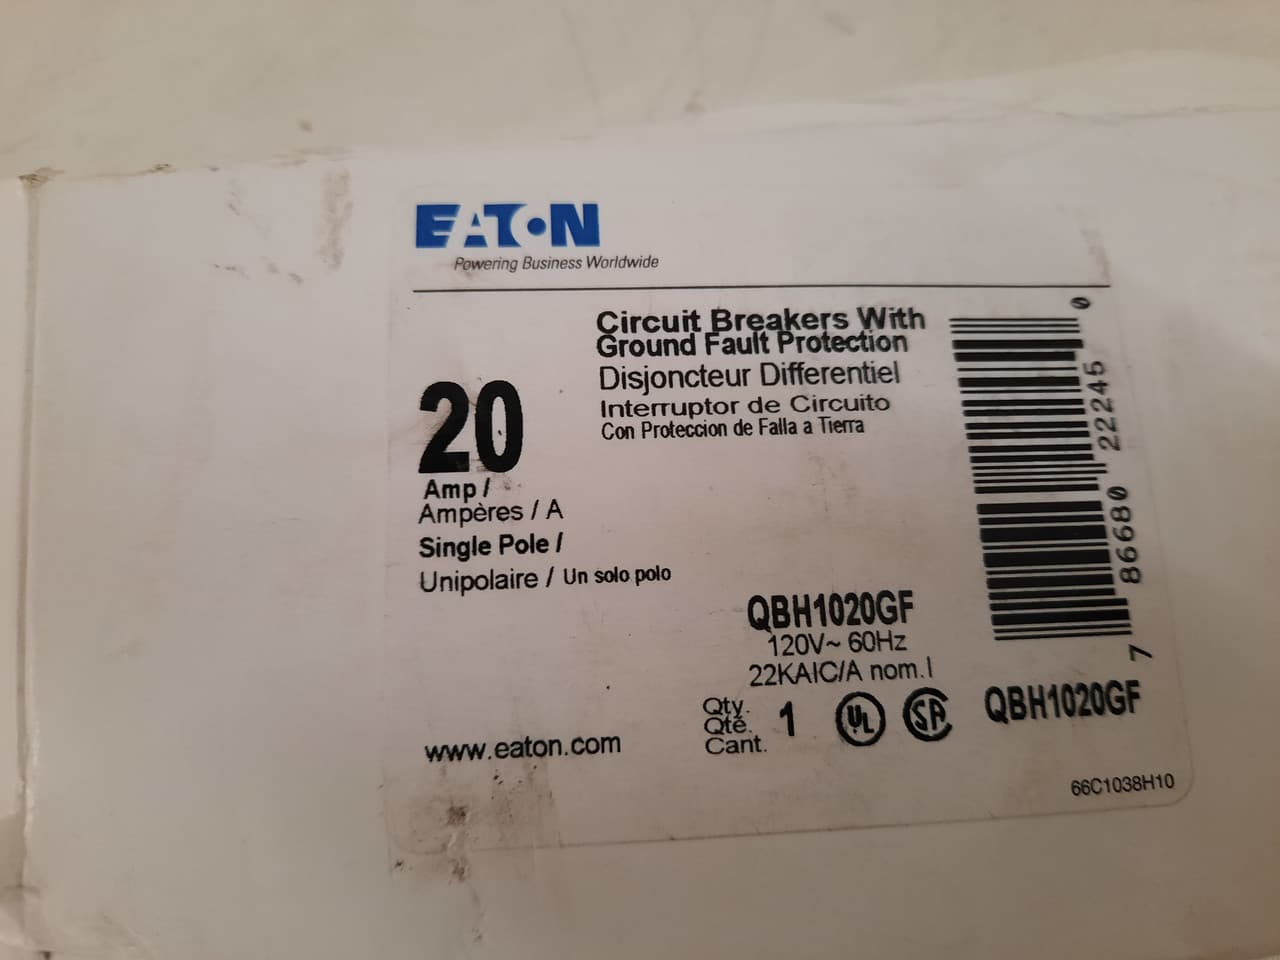 EATON
Powering Business Worldwide
Circuit Breakers With
Ground Fault Protection
Disjoncteur Differentiel
Interruptor de Circuito
Con Proteccion de Falla a Tierra
20
Amp /
Ampères / A
Single Pole /
Unipolaire / Un solo polo
QBH1020GF
120V~ 60Hz
22KAIC/A nom.I
Qty.
Qté. 1
Cant.
UL
SA
www.eaton.com
7 86680 22245 0
QBH1020GF
66C1038H10